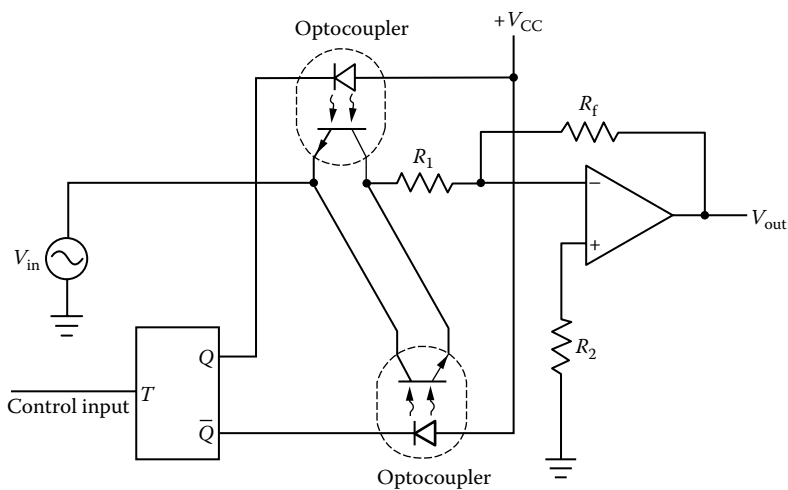 Optocoupler
+VCC
Rf
R1
−
+
Vout
Vin
R2
Q
T
Control input
Q̅
Optocoupler